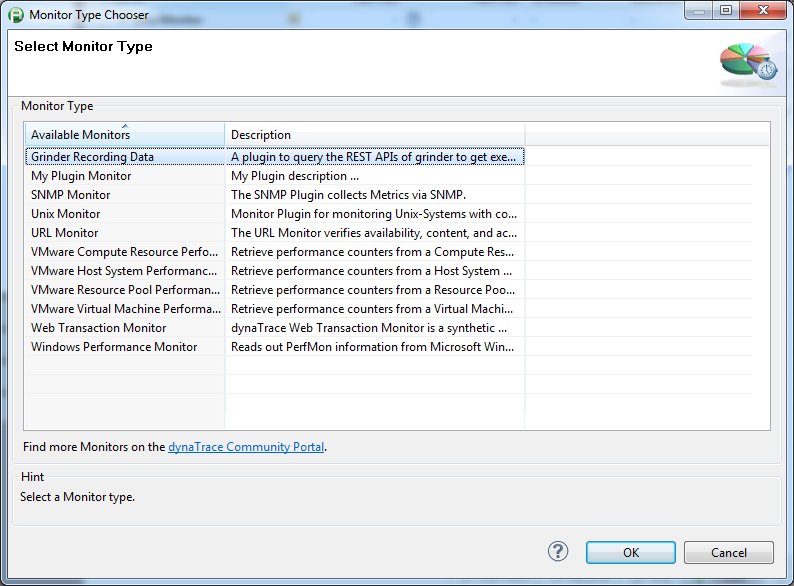 Monitor Type Chooser
Select Monitor Type
Monitor Type
Available Monitors Description
Grinder Recording Data A plugin to query the REST APIs of grinder to get exe...
My Plugin Monitor My Plugin description ...
SNMP Monitor The SNMP Plugin collects Metrics via SNMP.
Unix Monitor Monitor Plugin for monitoring Unix-Systems with co...
URL Monitor The URL Monitor verifies availability, content, and ac...
VMware Compute Resource Perfo... Retrieve performance counters from a Compute Res...
VMware Host System Performanc... Retrieve performance counters from a Host System ...
VMware Resource Pool Performan... Retrieve performance counters from a Resource Poo...
VMware Virtual Machine Performa... Retrieve performance counters from a Virtual Machi...
Web Transaction Monitor dynaTrace Web Transaction Monitor is a synthetic ...
Windows Performance Monitor Reads out PerfMon information from Microsoft Win...
Find more Monitors on the dynaTrace Community Portal.
Hint
Select a Monitor type.
? OK Cancel